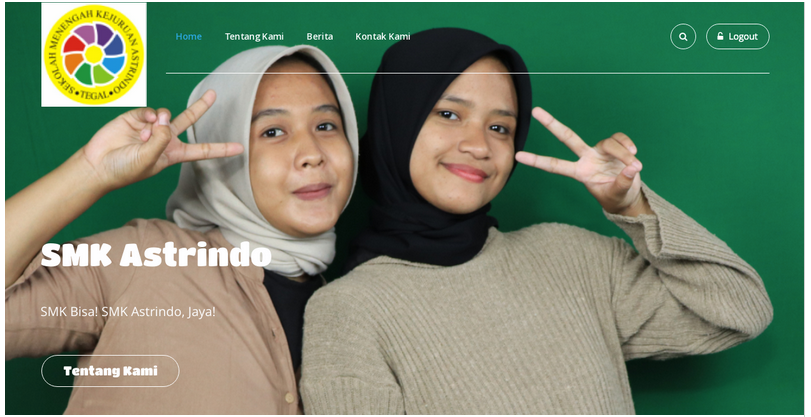 SEKOLAH MENENGAH KEJURUAN ASTRINDO
• TEGAL •
Home Tentang Kami Berita Kontak Kami Logout
SMK Astrindo
SMK Bisa! SMK Astrindo, Jaya!
Tentang Kami